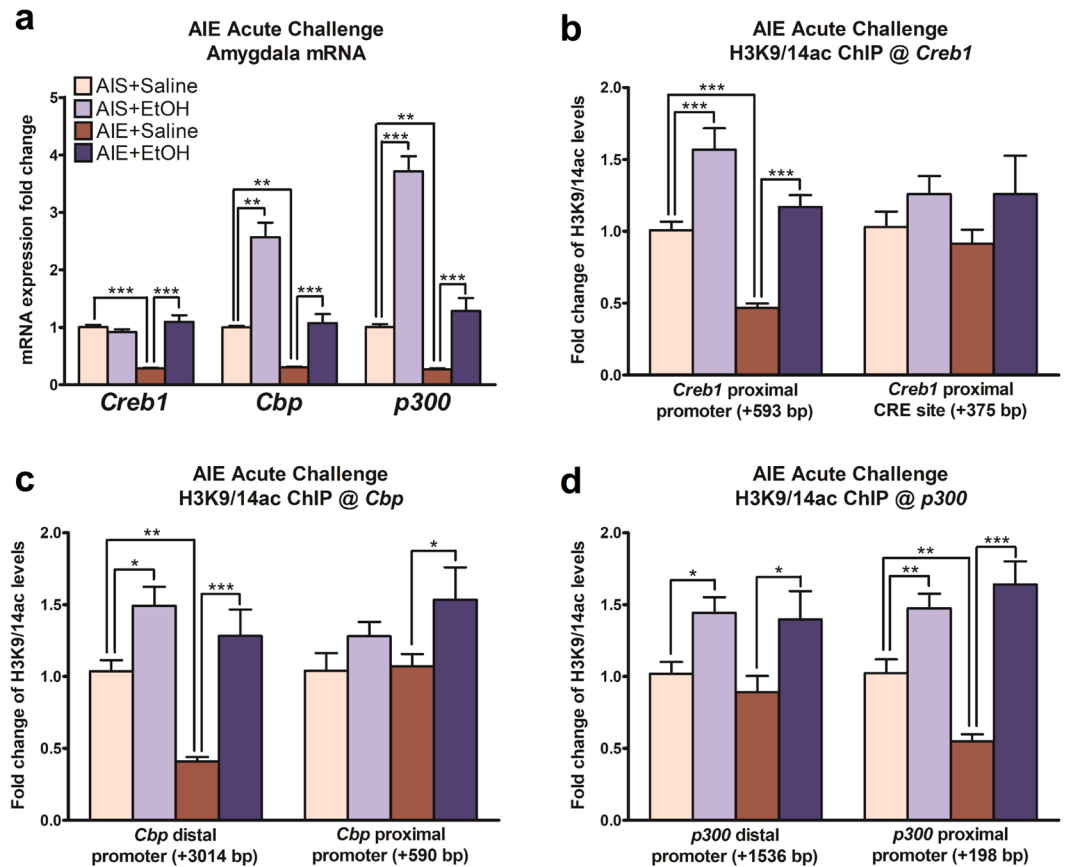 a
AIE Acute Challenge
Amygdala mRNA
AIS+Saline
AIS+EtOH
AIE+Saline
AIE+EtOH
mRNA expression fold change
0
1
2
4
6
***
***
**
**
***
**
***
***
Creb1
Cbp
p300
b
AIE Acute Challenge
H3K9/14ac ChIP @ Creb1
Fold change of H3K9/14ac levels
2.0
1.5
1.0
0.5
0.0
***
***
***
Creb1 proximal
promoter (+593 bp)
Creb1 proximal
CRE site (+375 bp)
c
AIE Acute Challenge
H3K9/14ac ChIP @ Cbp
Fold change of H3K9/14ac levels
2.0
1.5
1.0
0.5
0.0
**
*
***
*
Cbp distal
promoter (+3014 bp)
Cbp proximal
promoter (+590 bp)
d
AIE Acute Challenge
H3K9/14ac ChIP @ p300
Fold change of H3K9/14ac levels
2.0
1.5
1.0
0.5
0.0
*
*
**
**
***
p300 distal
promoter (+1536 bp)
p300 proximal
promoter (+198 bp)